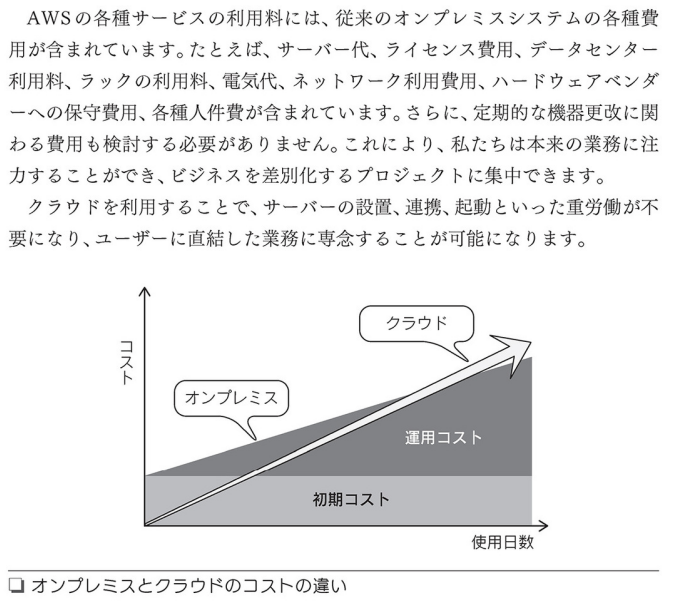 AWSの各種サービスの利用料には、従来のオンプレミスシステムの各種費
用が含まれています。たとえば、サーバー代、ライセンス費用、データセンター
利用料、ラックの利用料、電気代、ネットワーク利用費用、ハードウェアベンダ
ーへの保守費用、各種人件費が含まれています。さらに、定期的な機器更改に関
わる費用も検討する必要がありません。これにより、私たちは本来の業務に注
力することができ、ビジネスを差別化するプロジェクトに集中できます。
クラウドを利用することで、サーバーの設置、連携、起動といった重労働が不
要になり、ユーザーに直結した業務に専念することが可能になります。
コスト
クラウド
オンプレミス
運用コスト
初期コスト
使用日数
オンプレミスとクラウドのコストの違い